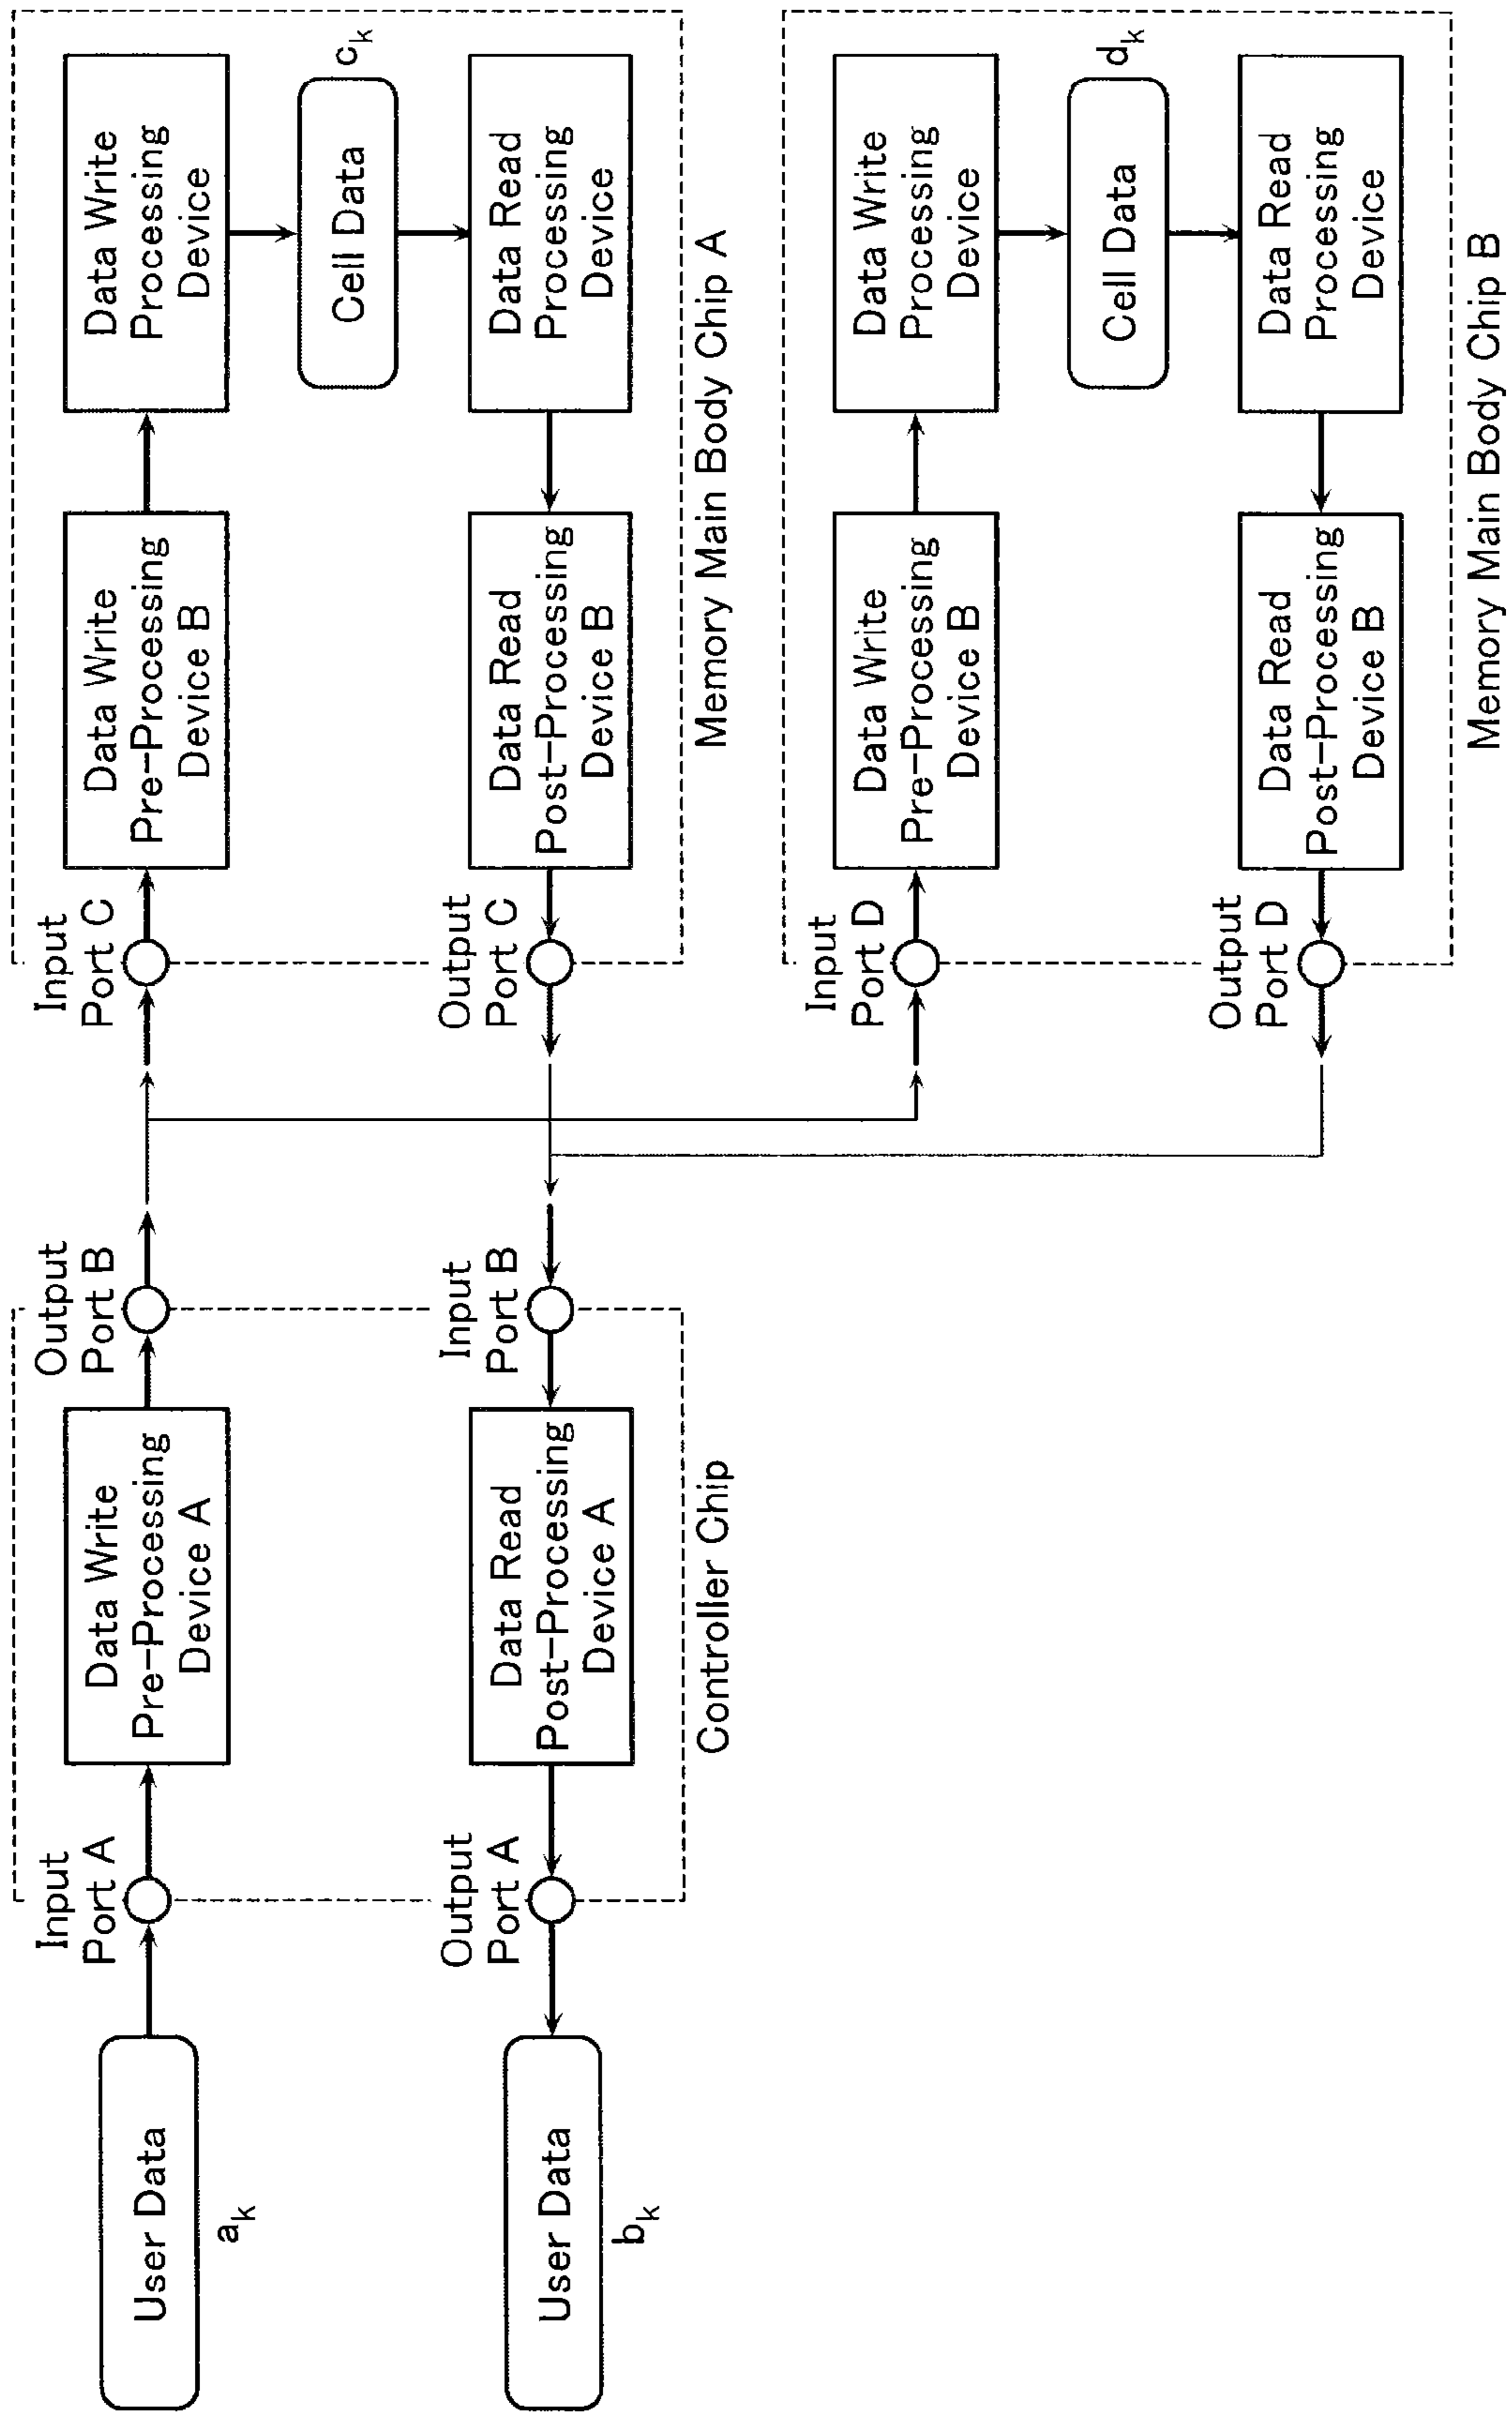 User Data
a_k
Input
Port A
Data Write
Pre-Processing
Device A
Output
Port B
Input
Port C
Data Write
Pre-Processing
Device B
Data Write
Processing
Device
Cell Data
c_k
User Data
b_k
Output
Port A
Data Read
Post-Processing
Device A
Input
Port B
Output
Port C
Data Read
Post-Processing
Device B
Data Read
Processing
Device
Controller Chip
Memory Main Body Chip A
Input
Port D
Data Write
Pre-Processing
Device B
Data Write
Processing
Device
Cell Data
d_k
Output
Port D
Data Read
Post-Processing
Device B
Data Read
Processing
Device
Memory Main Body Chip B